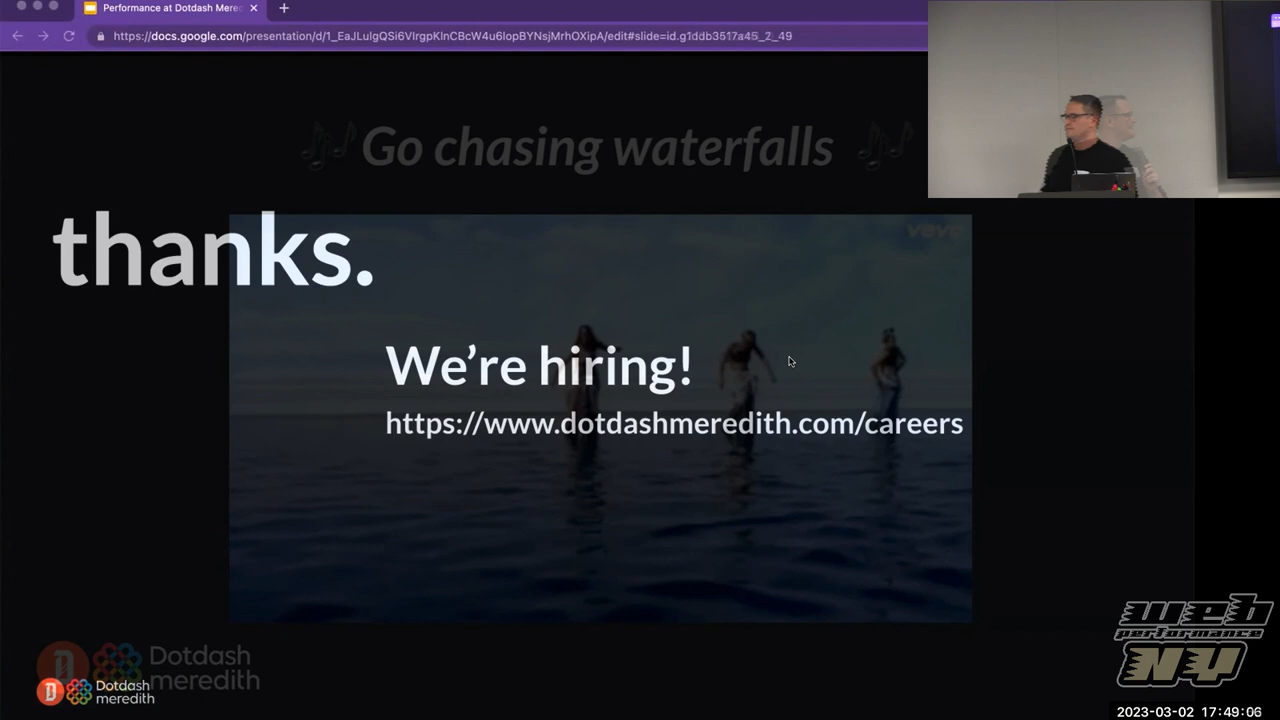 Performance at Dotdash Mered
https://docs.google.com/presentation/d/1_EaJLulgQSi6VIrgpKlnCBcW4u6lopBYNsjMrhOXipA/edit#slide=id.g1ddb3517a45_2_49
Go chasing waterfalls
vevo
thanks.
We're hiring!
https://www.dotdashmeredith.com/careers
Dotdash
meredith
Dotdash
meredith
web
performance
NY
2023-03-02 17:49:06